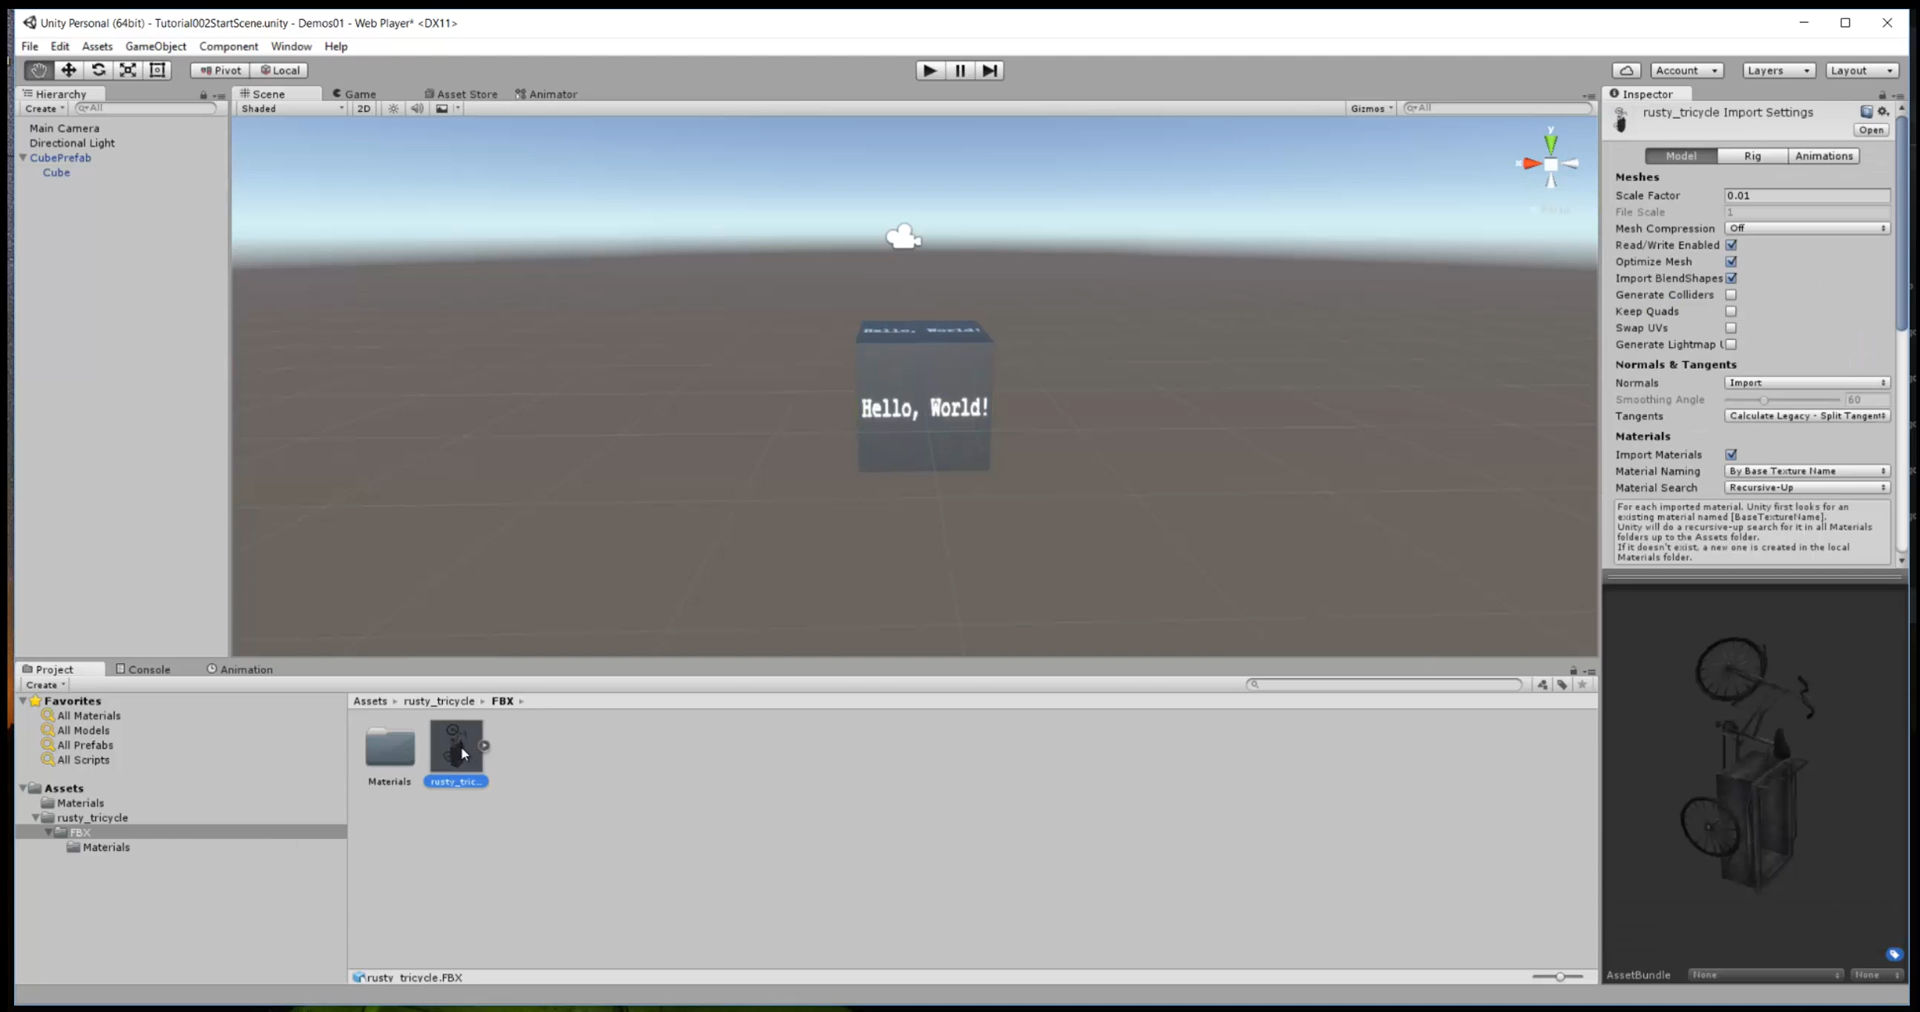 Unity Personal (64bit) - Tutorial002StartScene.unity - Demos01 - Web Player* <DX11>
File Edit Assets GameObject Component Window Help
Pivot Local Account Layers Layout
Hierarchy
Create All
Main Camera
Directional Light
CubePrefab
Cube
Scene Game Asset Store Animator
Shaded 2D Gizmos All
y
Hello, World!
Hello, World!
Inspector
rusty_tricycle Import Settings
Open
Model Rig Animations
Meshes
Scale Factor 0.01
File Scale 1
Mesh Compression Off
Read/Write Enabled
Optimize Mesh
Import BlendShapes
Generate Colliders
Keep Quads
Swap UVs
Generate Lightmap U
Normals & Tangents
Normals Import
Smoothing Angle 60
Tangents Calculate Legacy - Split Tangents
Materials
Import Materials
Material Naming By Base Texture Name
Material Search Recursive-Up
For each imported material, Unity first looks for an
existing material named [BaseTextureName].
Unity will do a recursive-up search for it in all Materials
folders up to the Assets folder.
If it doesn't exist, a new one is created in the local
Materials folder.
Project Console Animation
Create
Favorites
All Materials
All Models
All Prefabs
All Scripts
Assets
Materials
rusty_tricycle
FBX
Materials
Assets rusty_tricycle FBX
Materials rusty_tric...
rusty_tricycle.FBX
AssetBundle None None